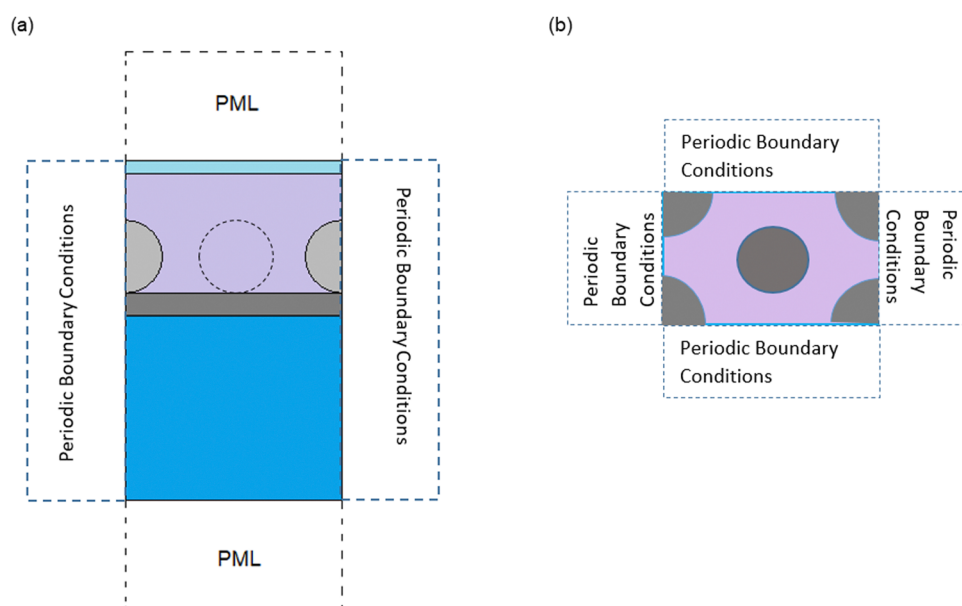 (a)
PML
Periodic Boundary Conditions
Periodic Boundary Conditions
PML
(b)
Periodic Boundary
Conditions
Periodic
Boundary
Conditions
Periodic
Boundary
Conditions
Periodic Boundary
Conditions